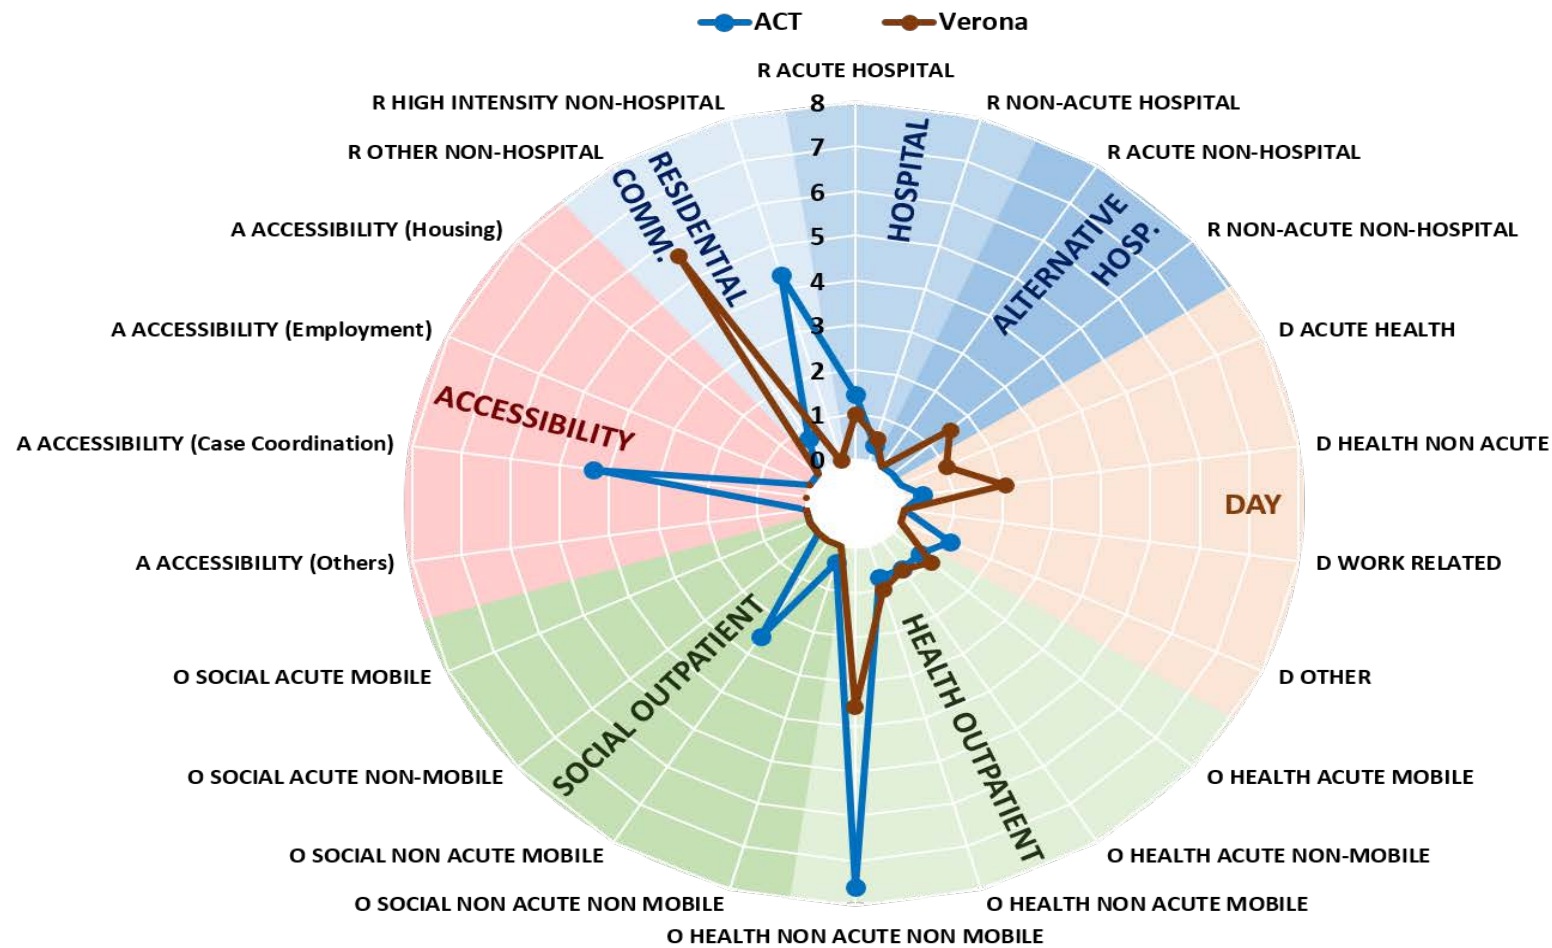 ACT
Verona
R ACUTE HOSPITAL
R HIGH INTENSITY NON-HOSPITAL
R NON-ACUTE HOSPITAL
R OTHER NON-HOSPITAL
R ACUTE NON-HOSPITAL
A ACCESSIBILITY (Housing)
R NON-ACUTE NON-HOSPITAL
A ACCESSIBILITY (Employment)
D ACUTE HEALTH
A ACCESSIBILITY (Case Coordination)
D HEALTH NON ACUTE
A ACCESSIBILITY (Others)
D WORK RELATED
O SOCIAL ACUTE MOBILE
D OTHER
O SOCIAL ACUTE NON-MOBILE
O HEALTH ACUTE MOBILE
O SOCIAL NON ACUTE MOBILE
O HEALTH ACUTE NON-MOBILE
O SOCIAL NON ACUTE NON MOBILE
O HEALTH NON ACUTE MOBILE
O HEALTH NON ACUTE NON MOBILE
8
7
6
5
4
3
2
1
0
HOSPITAL
ALTERNATIVE
HOSP.
DAY
HEALTH OUTPATIENT
SOCIAL OUTPATIENT
ACCESSIBILITY
RESIDENTIAL
COMM.